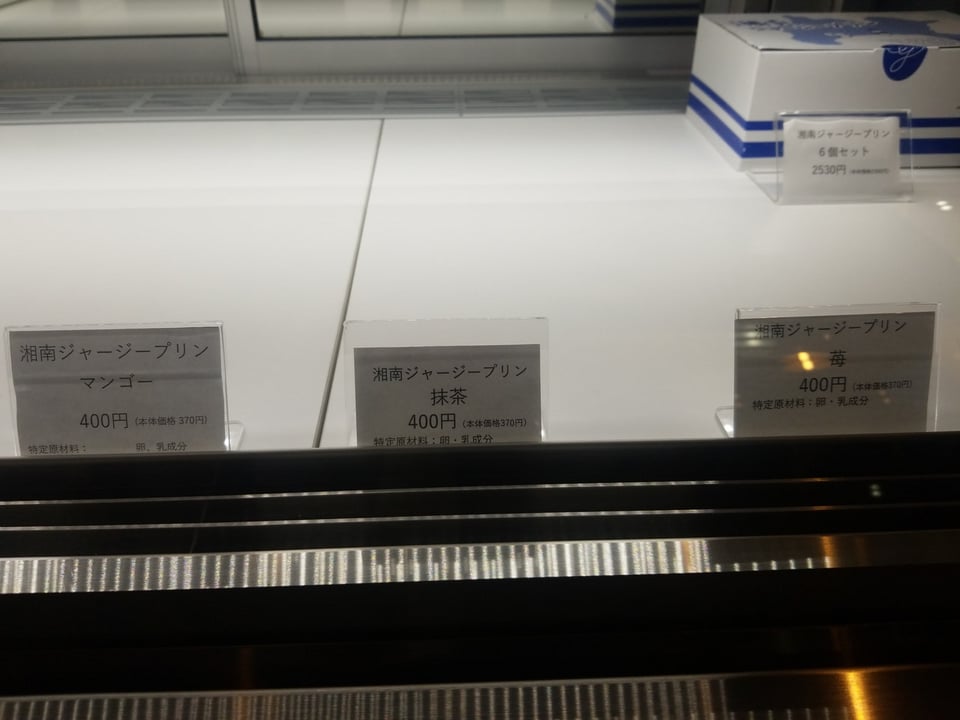 湘南ジャージープリン
6個セット
2530円
湘南ジャージープリン
マンゴー
400円 (本体価格 370円)
特定原材料： 卵、乳成分
湘南ジャージープリン
抹茶
400円 (本体価格370円)
特定原材料：卵・乳成分
湘南ジャージープリン
苺
400円 (本体価格370円)
特定原材料：卵・乳成分